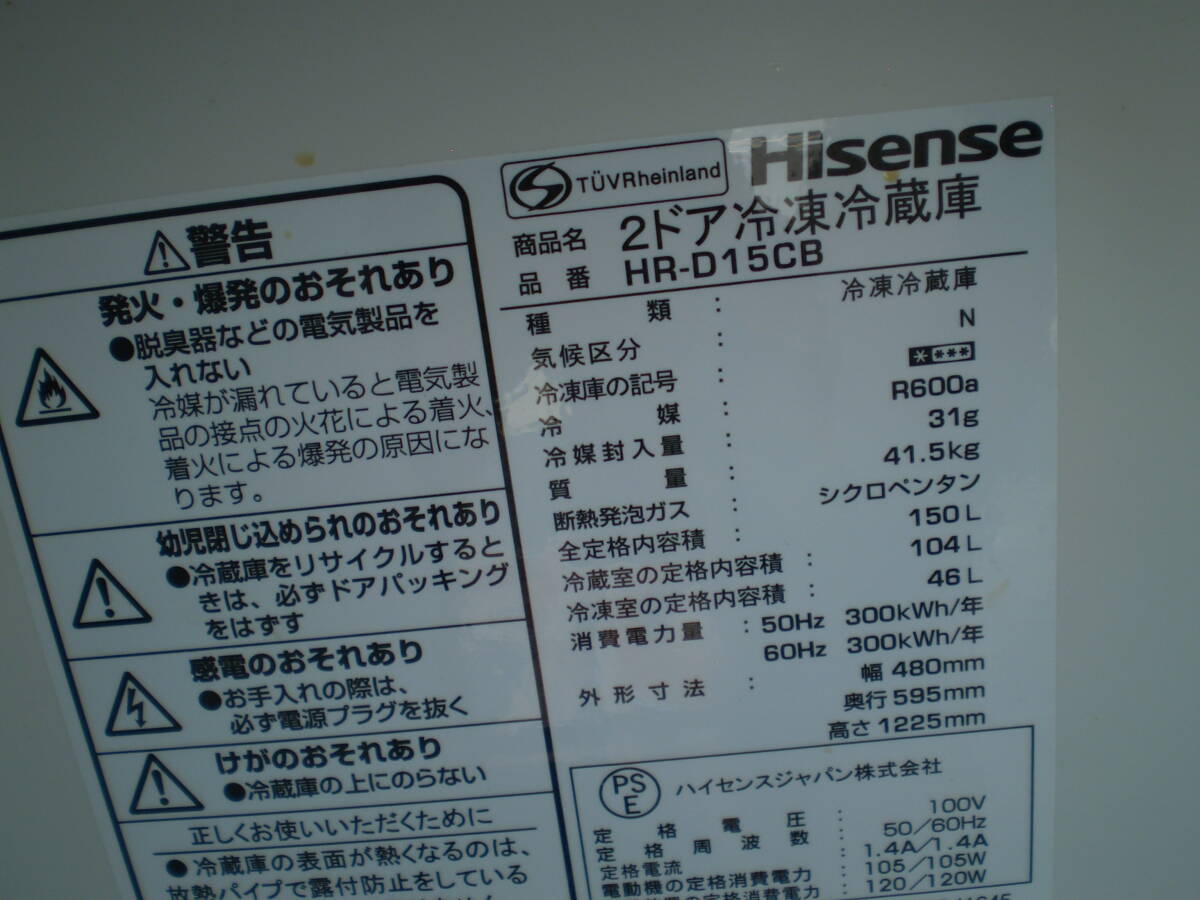 警告
発火・爆発のおそれあり
●脱臭器などの電気製品を
入れない
冷媒が漏れていると電気製
品の接点の火花による着火、
着火による爆発の原因にな
ります。
幼児閉じ込められのおそれあり
●冷蔵庫をリサイクルすると
きは、必ずドアパッキング
をはずす
感電のおそれあり
●お手入れの際は、
必ず電源プラグを抜く
けがのおそれあり
●冷蔵庫の上にのらない
正しくお使いいただくために
●冷蔵庫の表面が熱くなるのは、
放熱パイプで露付防止をしている
TÜVRheinland
Hisense
商品名 2ドア冷凍冷蔵庫
品番 HR-D15CB
種類 : 冷凍冷蔵庫
気候区分 : N
冷凍庫の記号 : * ***
冷媒 : R600a
冷媒封入量 : 31g
質量 : 41.5kg
断熱発泡ガス : シクロペンタン
全定格内容積 : 150L
冷蔵室の定格内容積 : 104L
冷凍室の定格内容積 : 46L
消費電力量 : 50Hz 300kWh/年
60Hz 300kWh/年
外形寸法 : 幅 480mm
奥行 595mm
高さ 1225mm
PS
E
ハイセンスジャパン株式会社
定格電圧 : 100V
定格周波数 : 50/60Hz
定格電流 : 1.4A/1.4A
電動機の定格消費電力 : 105/105W
の定格消費電力 : 120/120W